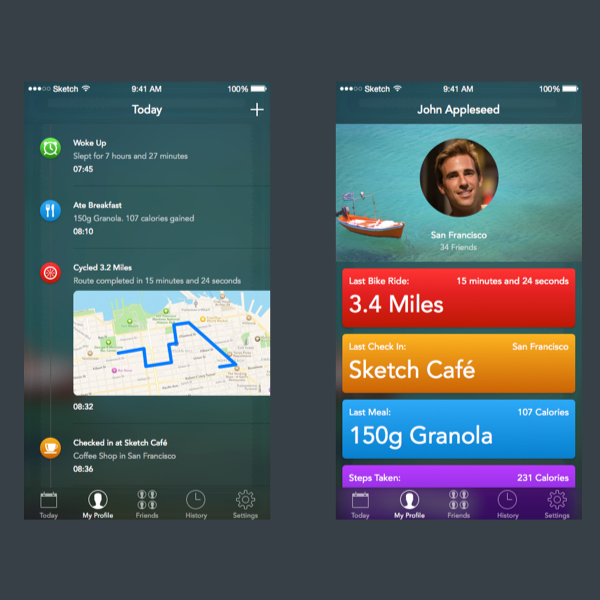 ●●●○○ Sketch 9:41 AM 100%
Today
Woke Up
Slept for 7 hours and 27 minutes
07:45
Ate Breakfast
150g Granola. 107 calories gained
08:10
Cycled 3.2 Miles
Route completed in 15 minutes and 24 seconds
08:32
Checked in at Sketch Café
Coffee Shop in San Francisco
08:36
Today My Profile Friends History Settings
●●●○○ Sketch 9:41 AM 100%
John Appleseed
San Francisco
34 Friends
Last Bike Ride: 15 minutes and 24 seconds
3.4 Miles
Last Check In: San Francisco
Sketch Café
Last Meal: 107 Calories
150g Granola
Steps Taken: 231 Calories
Today My Profile Friends History Settings